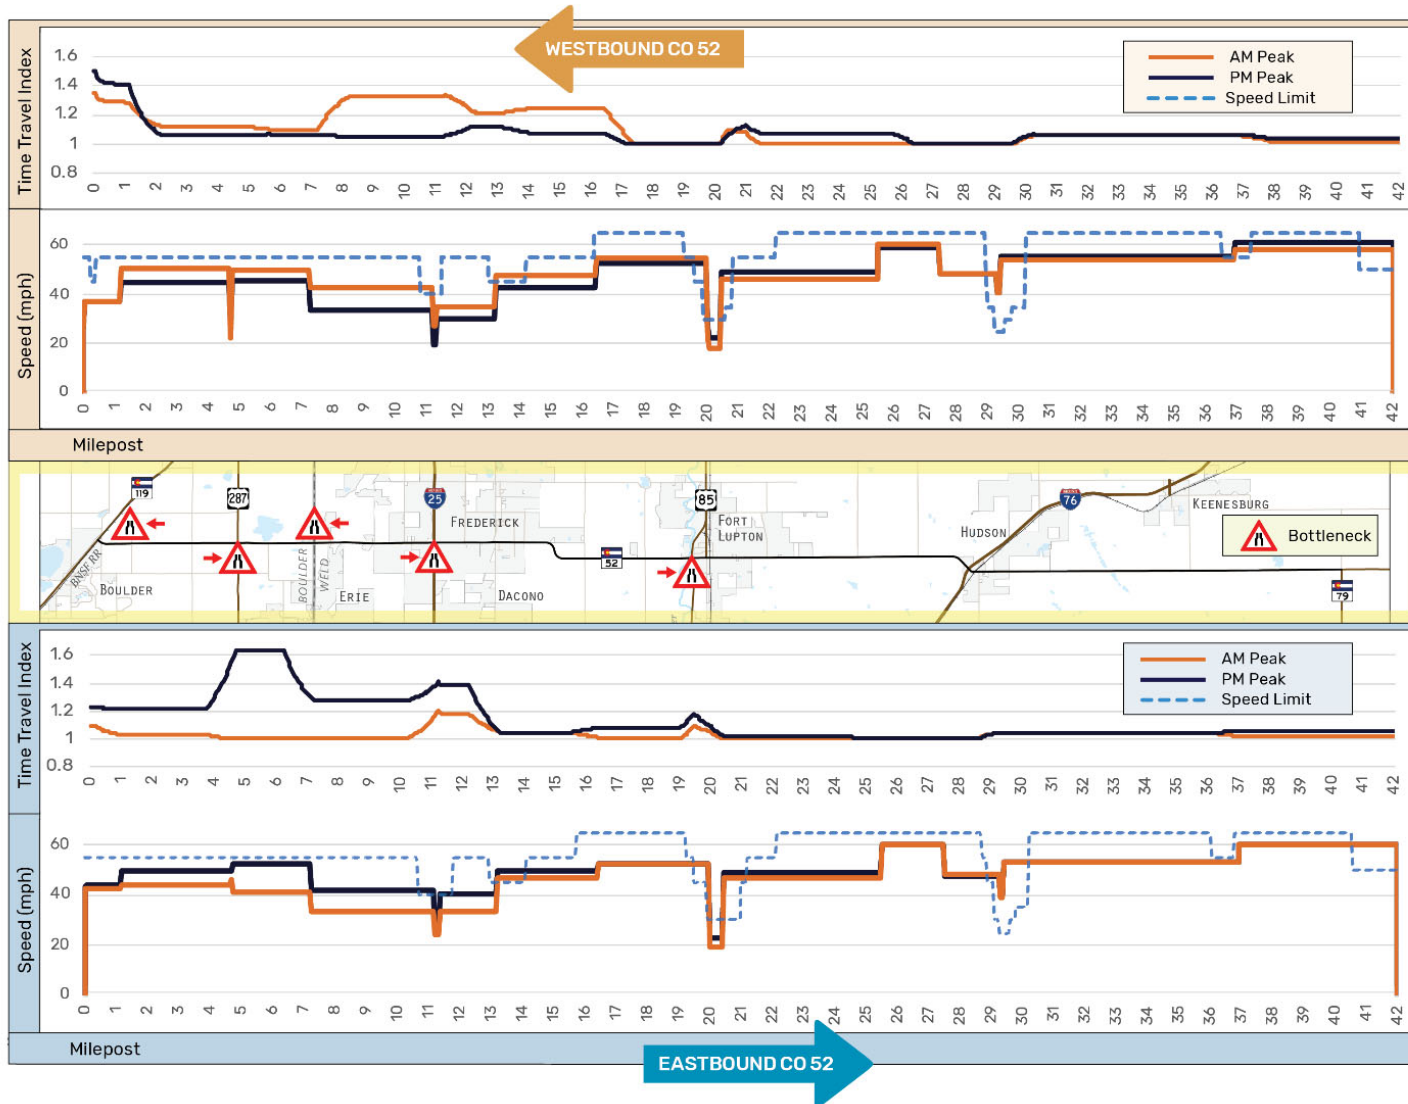 WESTBOUND CO 52
Time Travel Index
1.6
1.4
1.2
1
0.8
AM Peak
PM Peak
Speed Limit
0 1 2 3 4 5 6 7 8 9 10 11 12 13 14 15 16 17 18 19 20 21 22 23 24 25 26 27 28 29 30 31 32 33 34 35 36 37 38 39 40 41 42
Speed (mph)
60
40
20
0
0 1 2 3 4 5 6 7 8 9 10 11 12 13 14 15 16 17 18 19 20 21 22 23 24 25 26 27 28 29 30 31 32 33 34 35 36 37 38 39 40 41 42
Milepost
119
287
INTERSTATE
25
85
INTERSTATE
76
KEENESBURG
FREDERICK
FORT
LUPTON
HUDSON
Bottleneck
52
BNSF RR
BOULDER
BOULDER
WELD
ERIE
DACONO
79
Time Travel Index
1.6
1.4
1.2
1
0.8
AM Peak
PM Peak
Speed Limit
0 1 2 3 4 5 6 7 8 9 10 11 12 13 14 15 16 17 18 19 20 21 22 23 24 25 26 27 28 29 30 31 32 33 34 35 36 37 38 39 40 41 42
Speed (mph)
60
40
20
0
0 1 2 3 4 5 6 7 8 9 10 11 12 13 14 15 16 17 18 19 20 21 22 23 24 25 26 27 28 29 30 31 32 33 34 35 36 37 38 39 40 41 42
Milepost
EASTBOUND CO 52